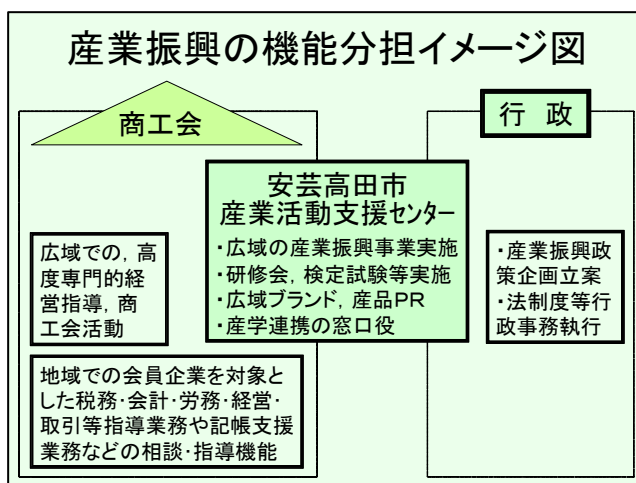 産業振興の機能分担イメージ図
商工会
行 政
安芸高田市
産業活動支援センター
・広域の産業振興事業実施
・研修会,検定試験等実施
・広域ブランド,産品PR
・産学連携の窓口役
広域での,高
度専門的経
営指導,商
工会活動
・産業振興政
策企画立案
・法制度等行
政事務執行
地域での会員企業を対象と
した税務・会計・労務・経営・
取引等指導業務や記帳支援
業務などの相談・指導機能